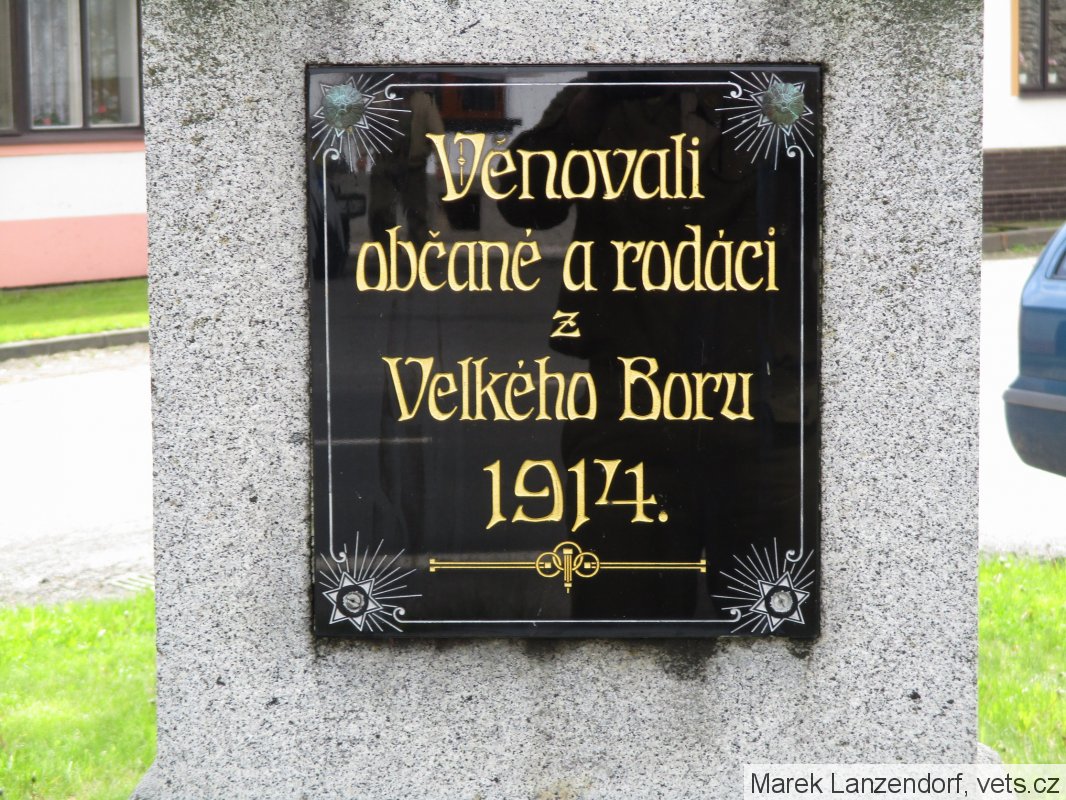 Věnovali
občané a rodáci
z
Velkého Boru
1914.
Marek Lanzendorf, vets.cz